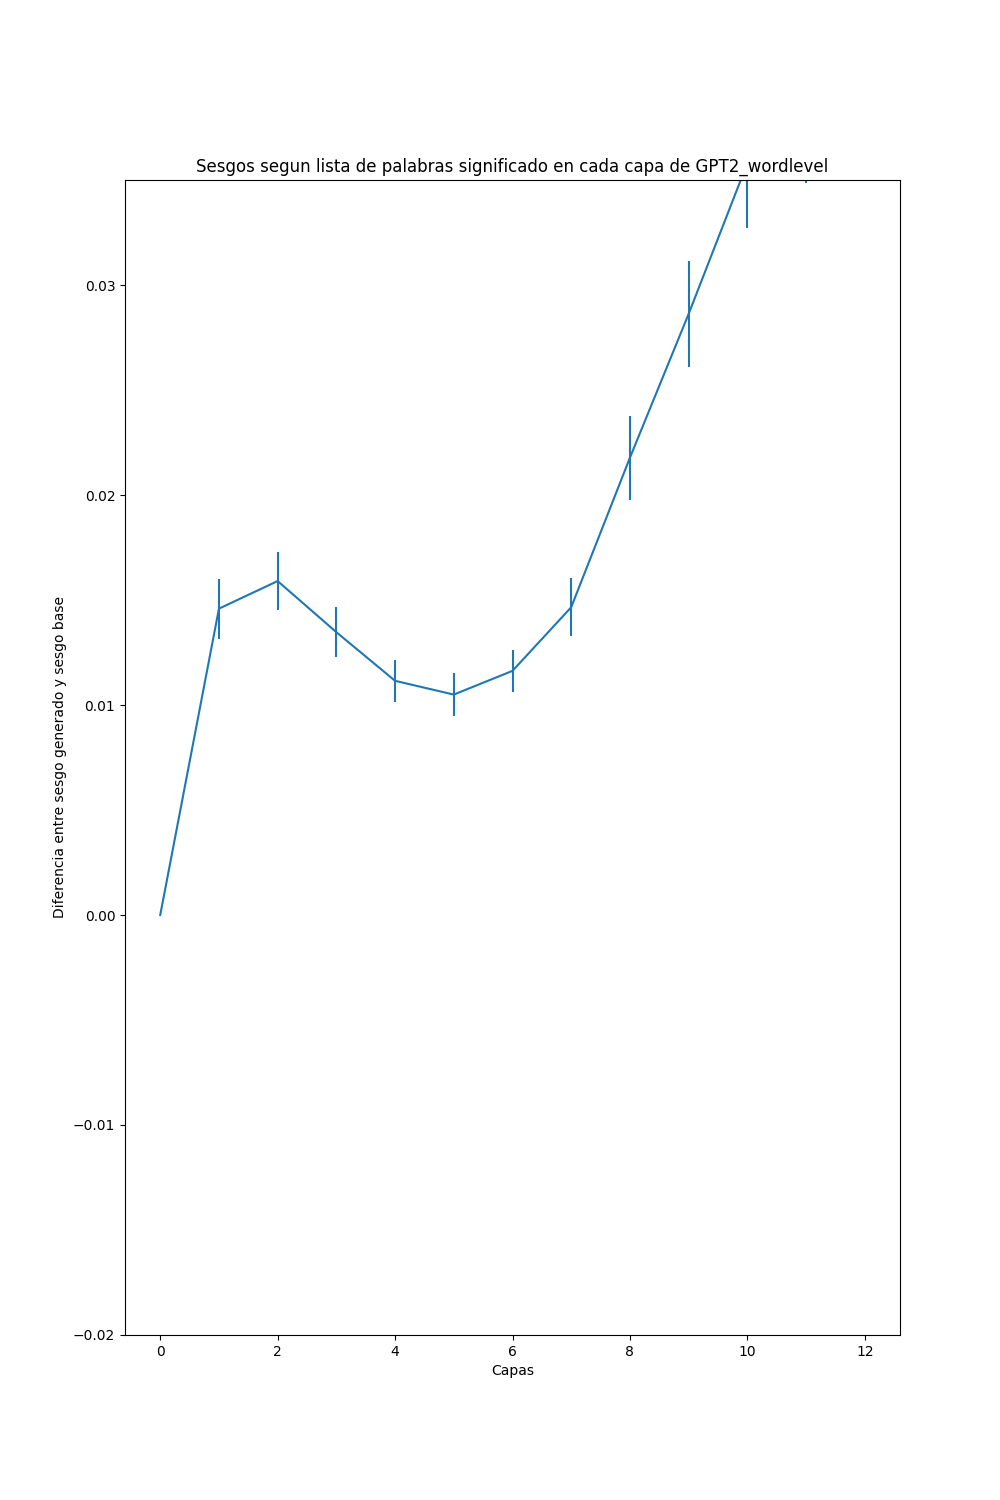 Sesgos segun lista de palabras significado en cada capa de GPT2_wordlevel
Diferencia entre sesgo generado y sesgo base
0.03
0.02
0.01
0.00
−0.01
−0.02
0 2 4 6 8 10 12
Capas